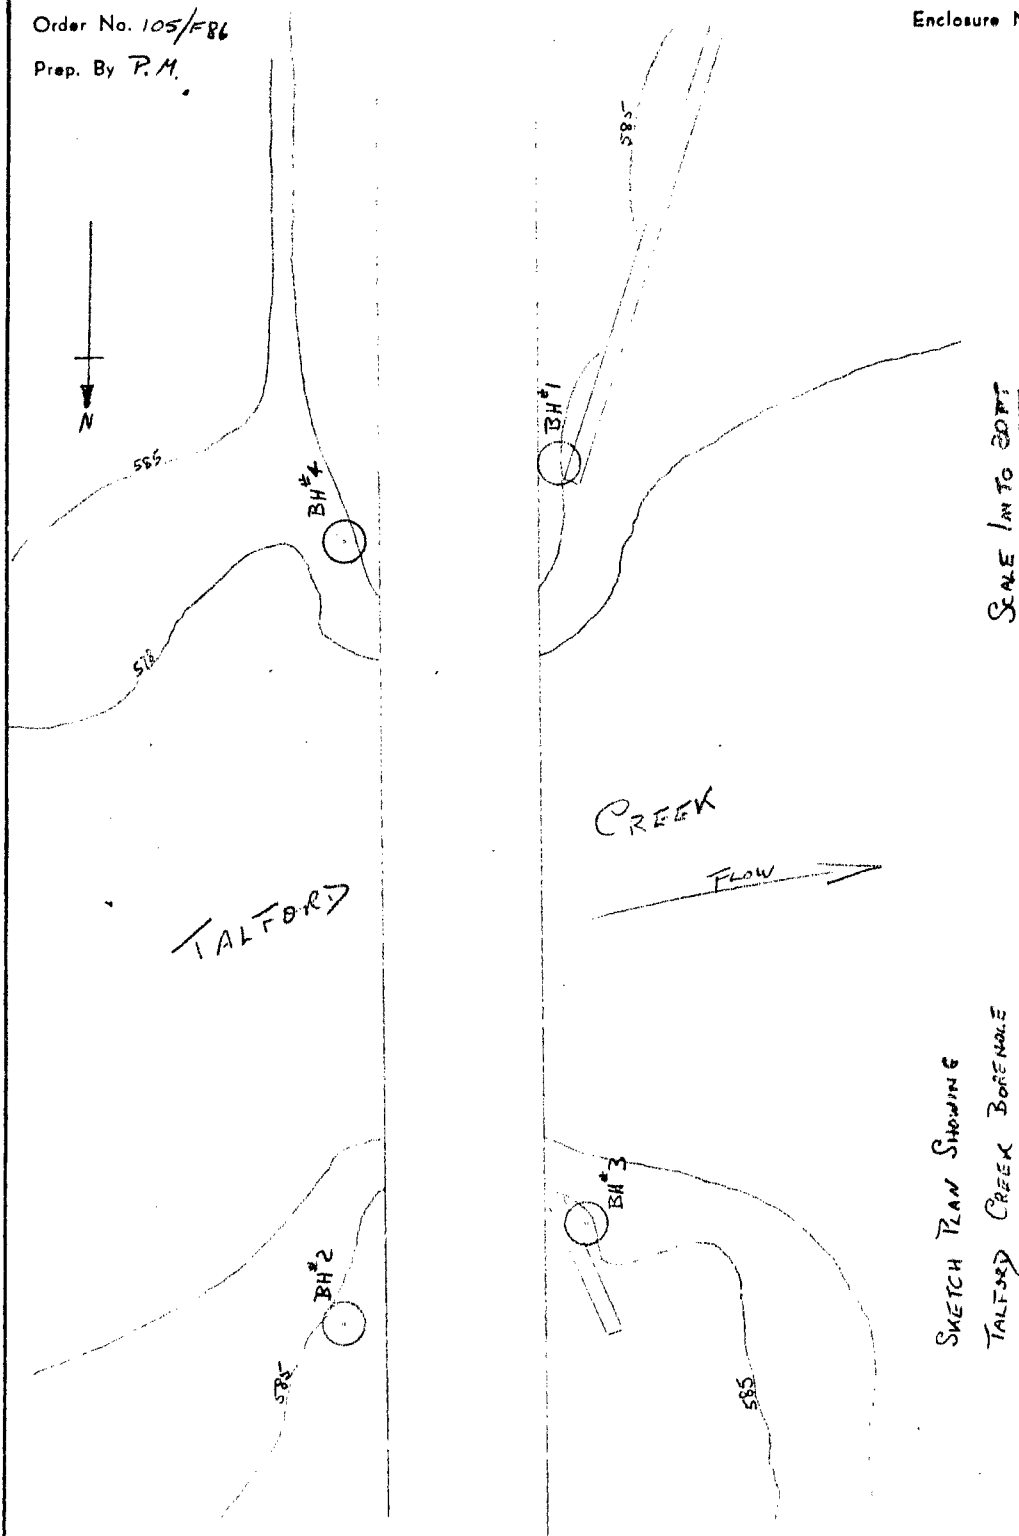 Order No. 105/F86
Enclosure
Prep. By P.M.
585
N
585
BH#1
BH#4
578
SCALE 1 IN TO 20 FT
CREEK
FLOW
TALFORD
BH#3
BH#2
585
585
SKETCH PLAN SHOWING
TALFORD CREEK BOREHOLE